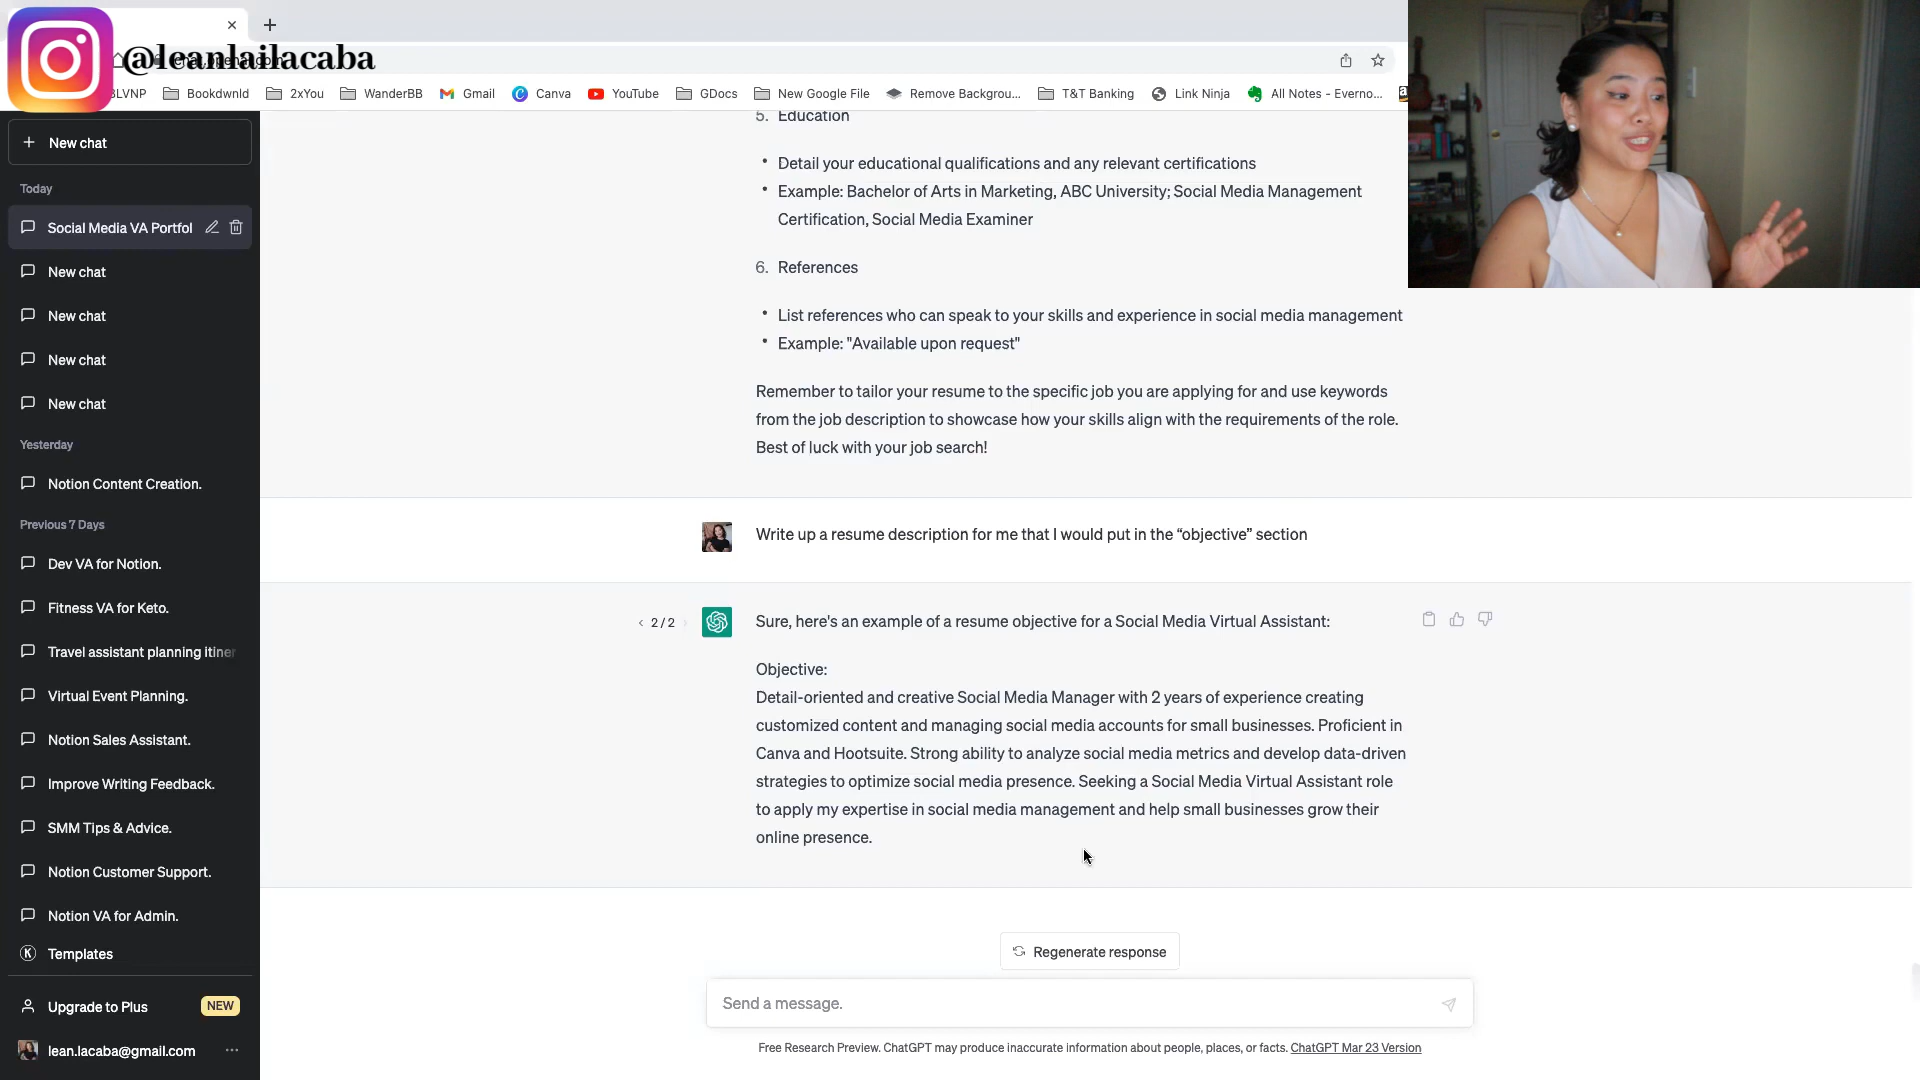 @leanlailacaba
BLVNP
Bookdwnld
2xYou
WanderBB
Gmail
Canva
YouTube
GDocs
New Google File
Remove Backgrou...
T&T Banking
Link Ninja
All Notes - Everno...
New chat
Today
Social Media VA Portfol
New chat
New chat
New chat
New chat
Yesterday
Notion Content Creation.
Previous 7 Days
Dev VA for Notion.
Fitness VA for Keto.
Travel assistant planning itiner
Virtual Event Planning.
Notion Sales Assistant.
Improve Writing Feedback.
SMM Tips & Advice.
Notion Customer Support.
Notion VA for Admin.
Templates
Upgrade to Plus NEW
lean.lacaba@gmail.com ...
5. Education
• Detail your educational qualifications and any relevant certifications
• Example: Bachelor of Arts in Marketing, ABC University; Social Media Management
Certification, Social Media Examiner
6. References
• List references who can speak to your skills and experience in social media management
• Example: "Available upon request"
Remember to tailor your resume to the specific job you are applying for and use keywords
from the job description to showcase how your skills align with the requirements of the role.
Best of luck with your job search!
Write up a resume description for me that I would put in the “objective” section
< 2 / 2 >
Sure, here's an example of a resume objective for a Social Media Virtual Assistant:
Objective:
Detail-oriented and creative Social Media Manager with 2 years of experience creating
customized content and managing social media accounts for small businesses. Proficient in
Canva and Hootsuite. Strong ability to analyze social media metrics and develop data-driven
strategies to optimize social media presence. Seeking a Social Media Virtual Assistant role
to apply my expertise in social media management and help small businesses grow their
online presence.
Regenerate response
Send a message.
Free Research Preview. ChatGPT may produce inaccurate information about people, places, or facts. ChatGPT Mar 23 Version